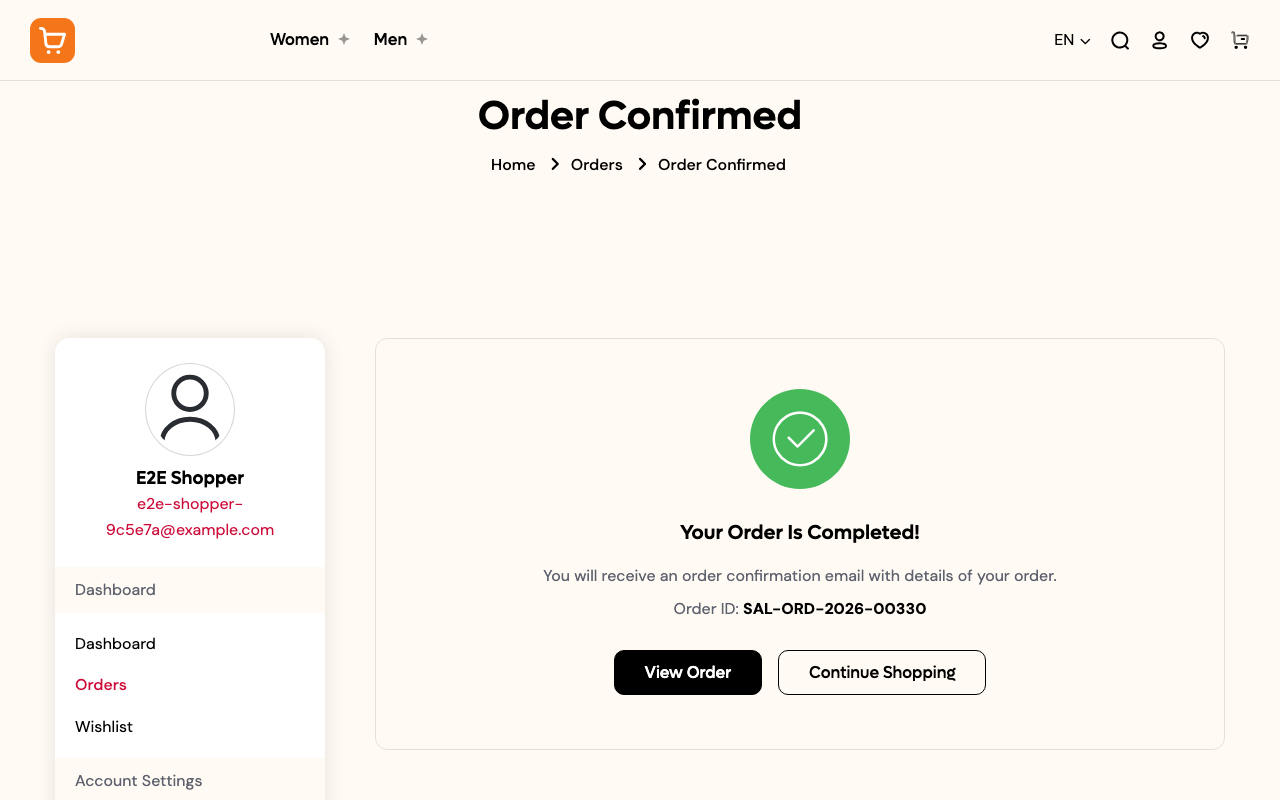 Women Men EN
Order Confirmed
Home Orders Order Confirmed
E2E Shopper
e2e-shopper-
9c5e7a@example.com
Dashboard
Dashboard
Orders
Wishlist
Account Settings
Your Order Is Completed!
You will receive an order confirmation email with details of your order.
Order ID: SAL-ORD-2026-00330
View Order Continue Shopping